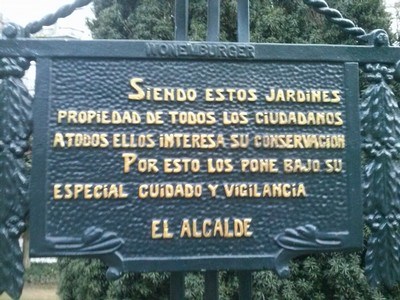 WONENBURGER
SIENDO ESTOS JARDINES
PROPIEDAD DE TODOS LOS CIUDADANOS
A TODOS ELLOS INTERESA SU CONSERVACION
POR ESTO LOS PONE BAJO SU
ESPECIAL CUIDADO Y VIGILANCIA
EL ALCALDE